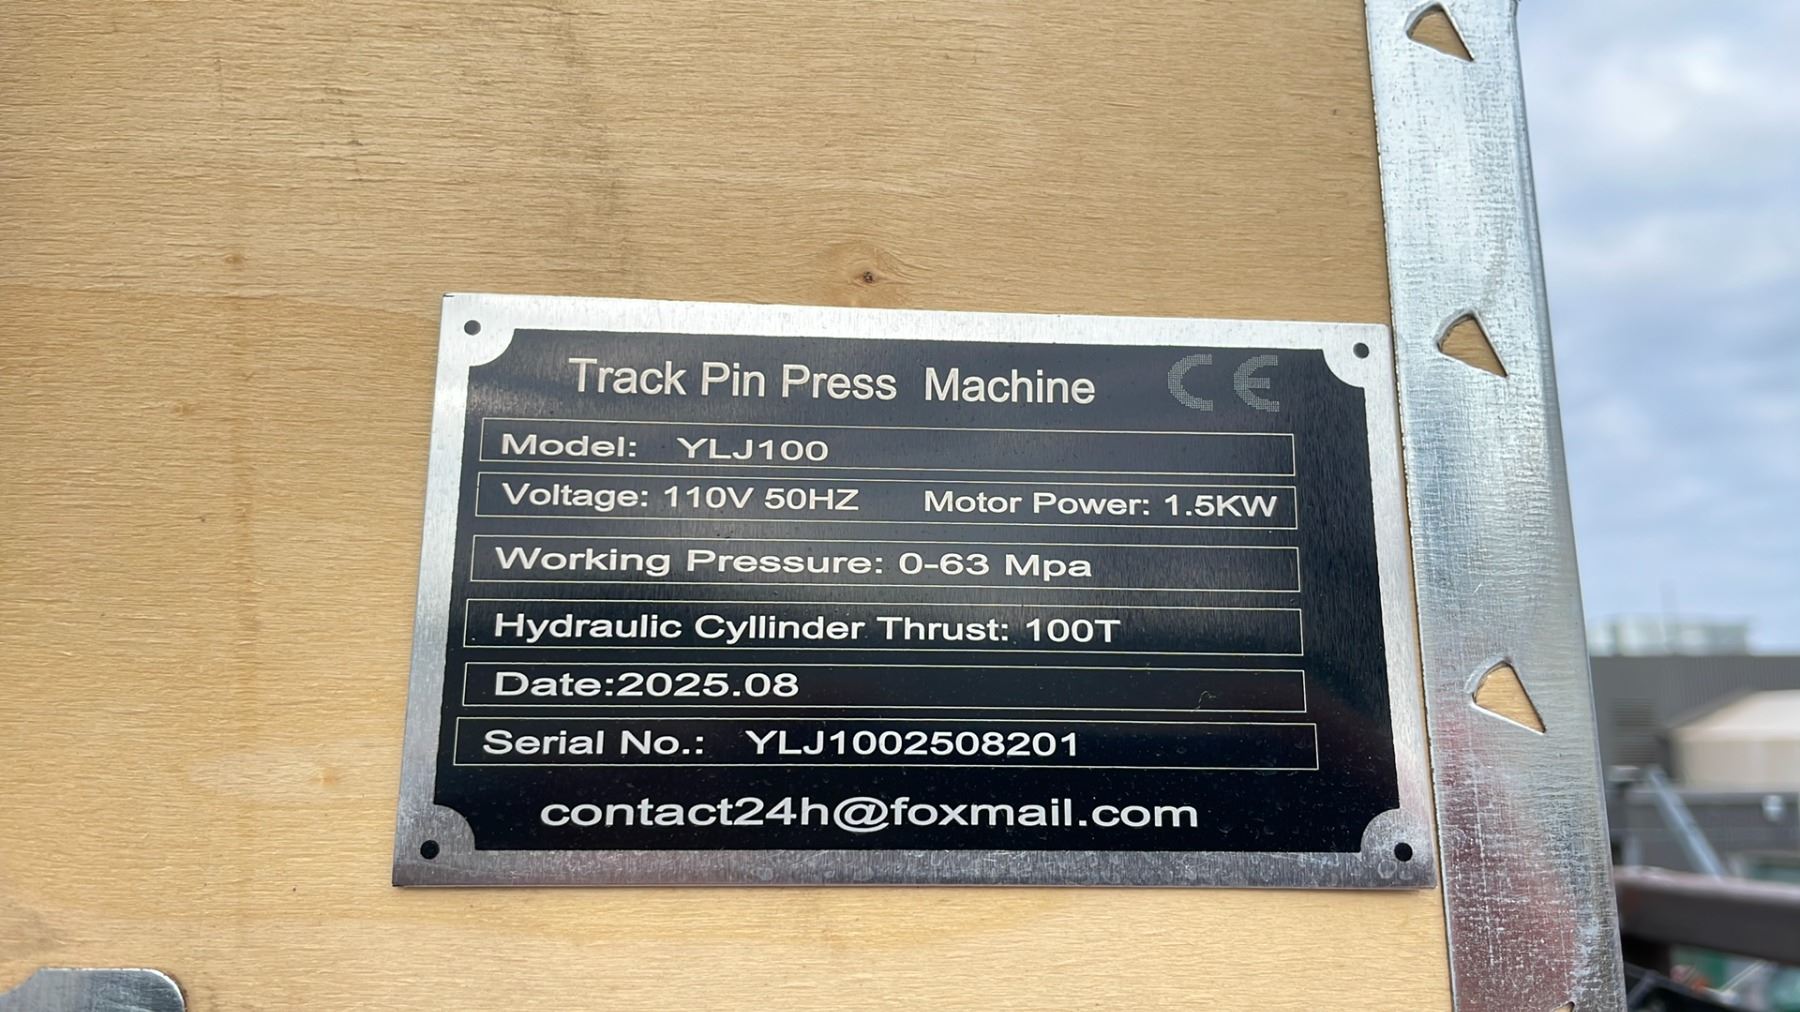 Track Pin Press Machine CE
Model: YLJ100
Voltage: 110V 50HZ Motor Power: 1.5KW
Working Pressure: 0-63 Mpa
Hydraulic Cyllinder Thrust: 100T
Date:2025.08
Serial No.: YLJ1002508201
contact24h@foxmail.com